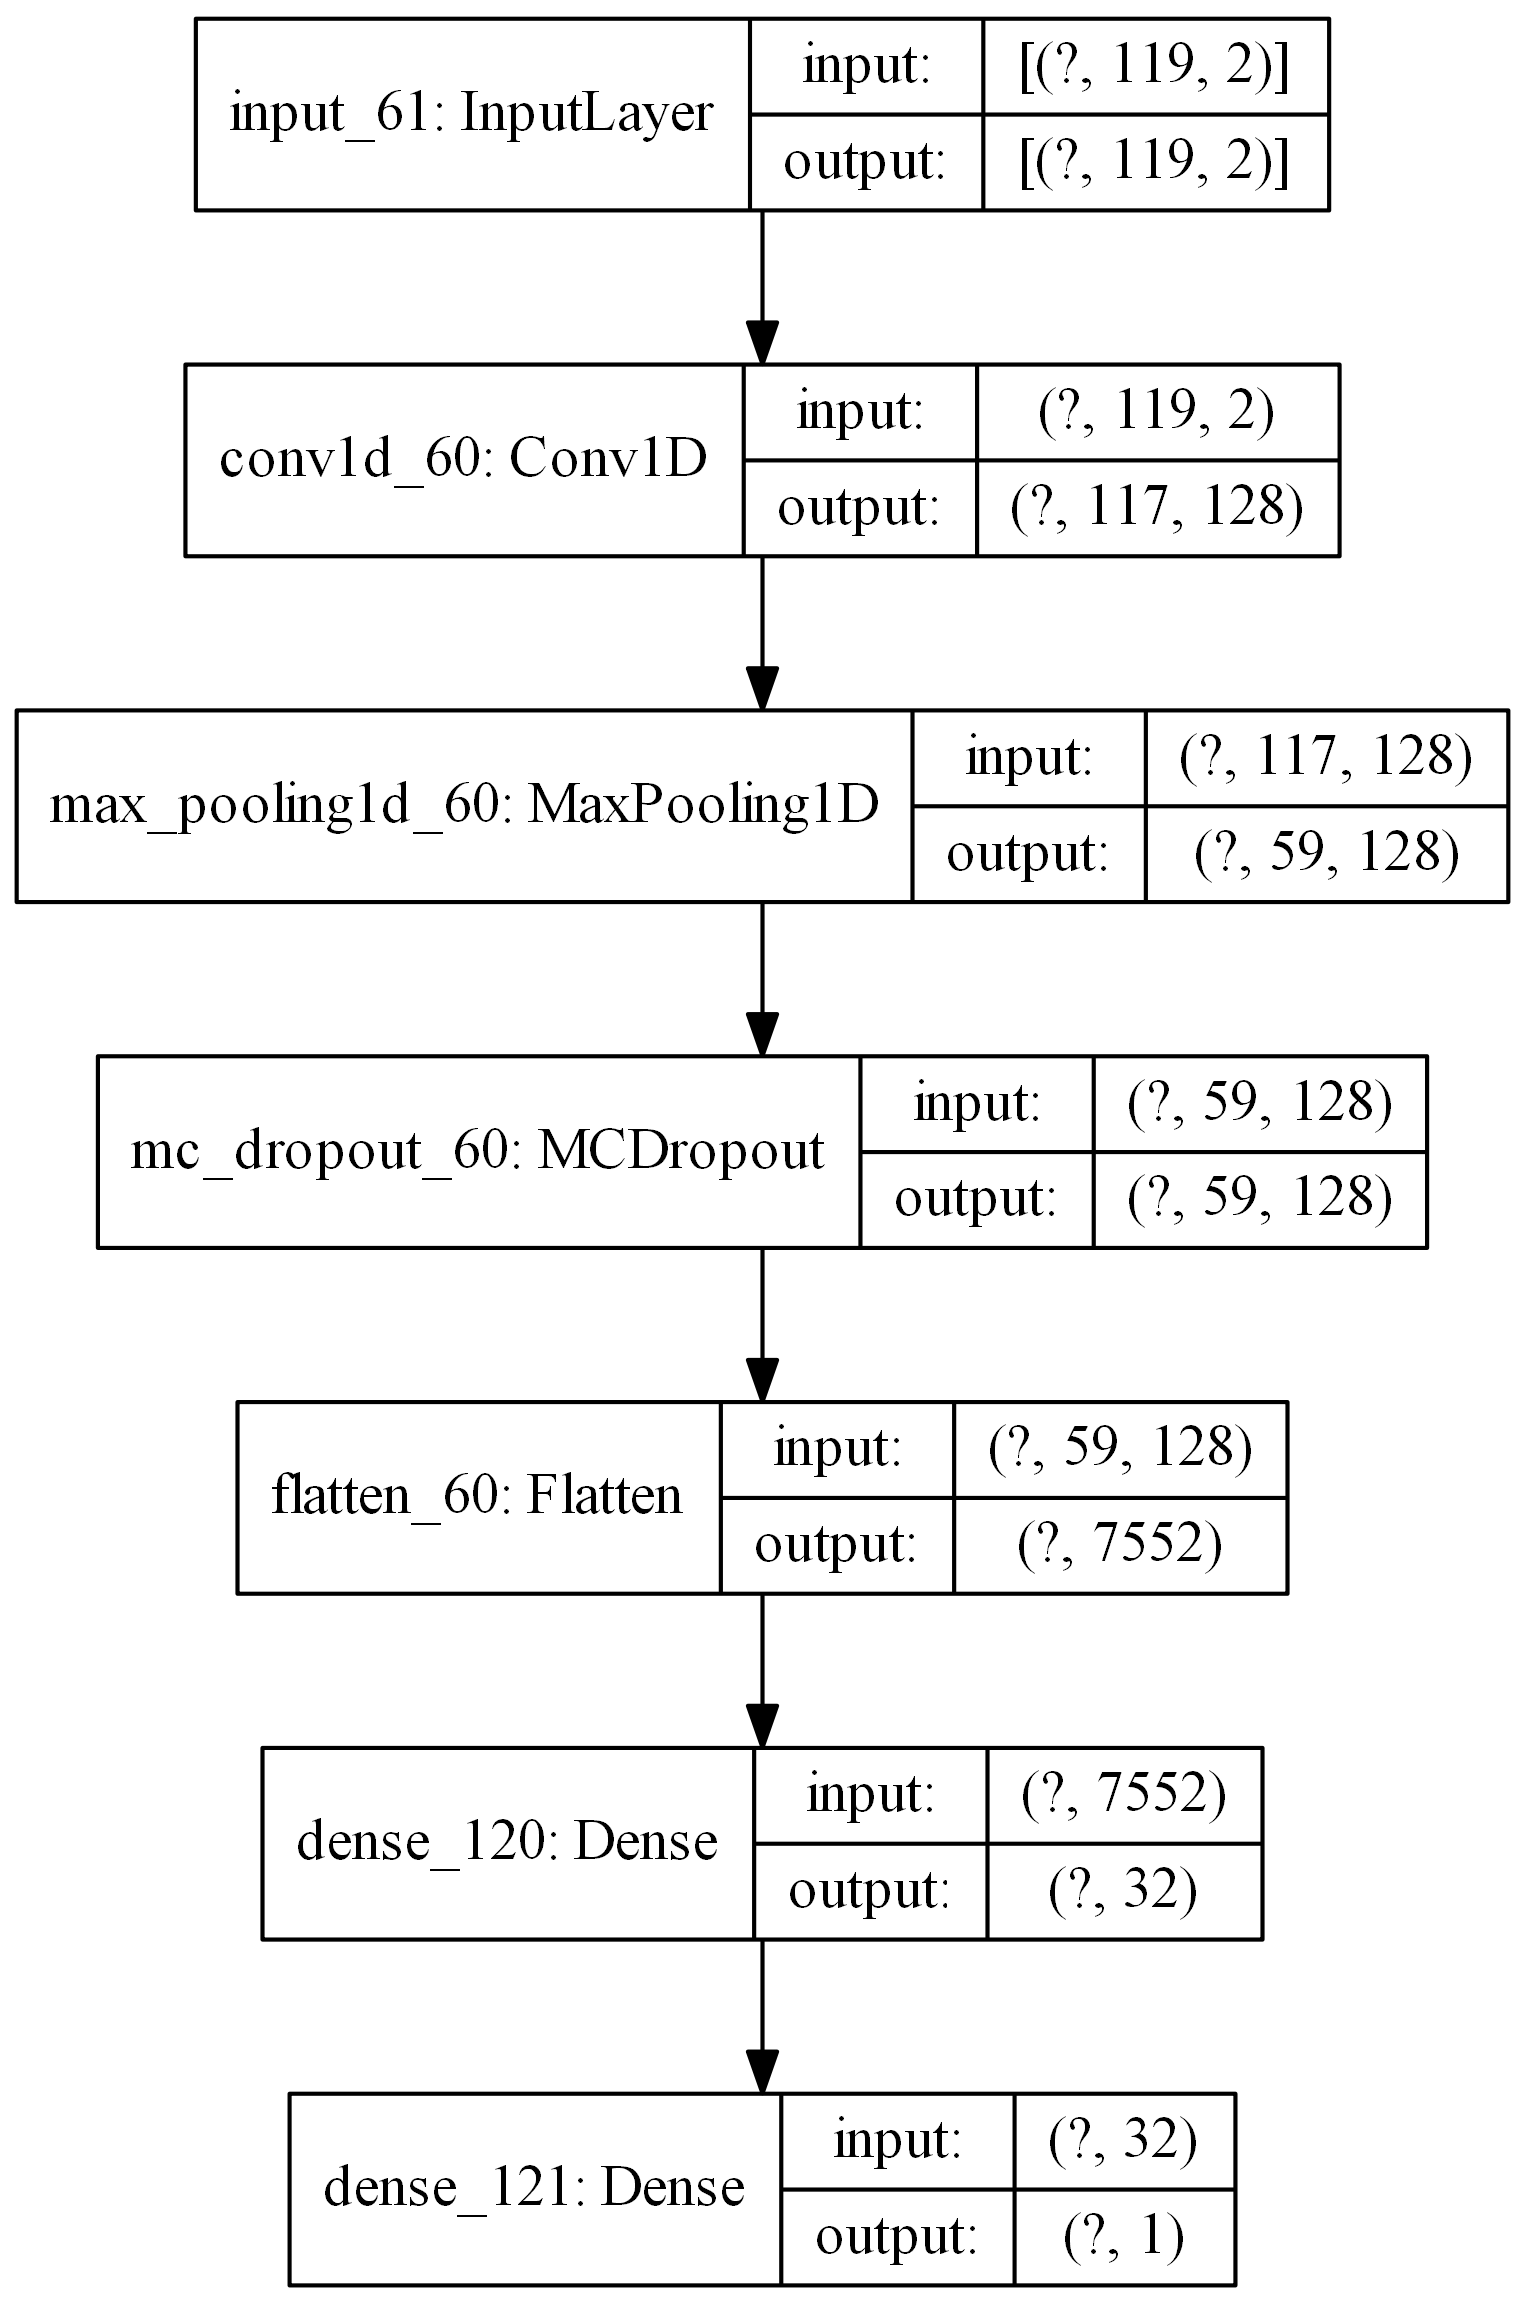 input_61: InputLayer
input: [(?, 119, 2)]
output: [(?, 119, 2)]
conv1d_60: Conv1D
input: (?, 119, 2)
output: (?, 117, 128)
max_pooling1d_60: MaxPooling1D
input: (?, 117, 128)
output: (?, 59, 128)
mc_dropout_60: MCDropout
input: (?, 59, 128)
output: (?, 59, 128)
flatten_60: Flatten
input: (?, 59, 128)
output: (?, 7552)
dense_120: Dense
input: (?, 7552)
output: (?, 32)
dense_121: Dense
input: (?, 32)
output: (?, 1)